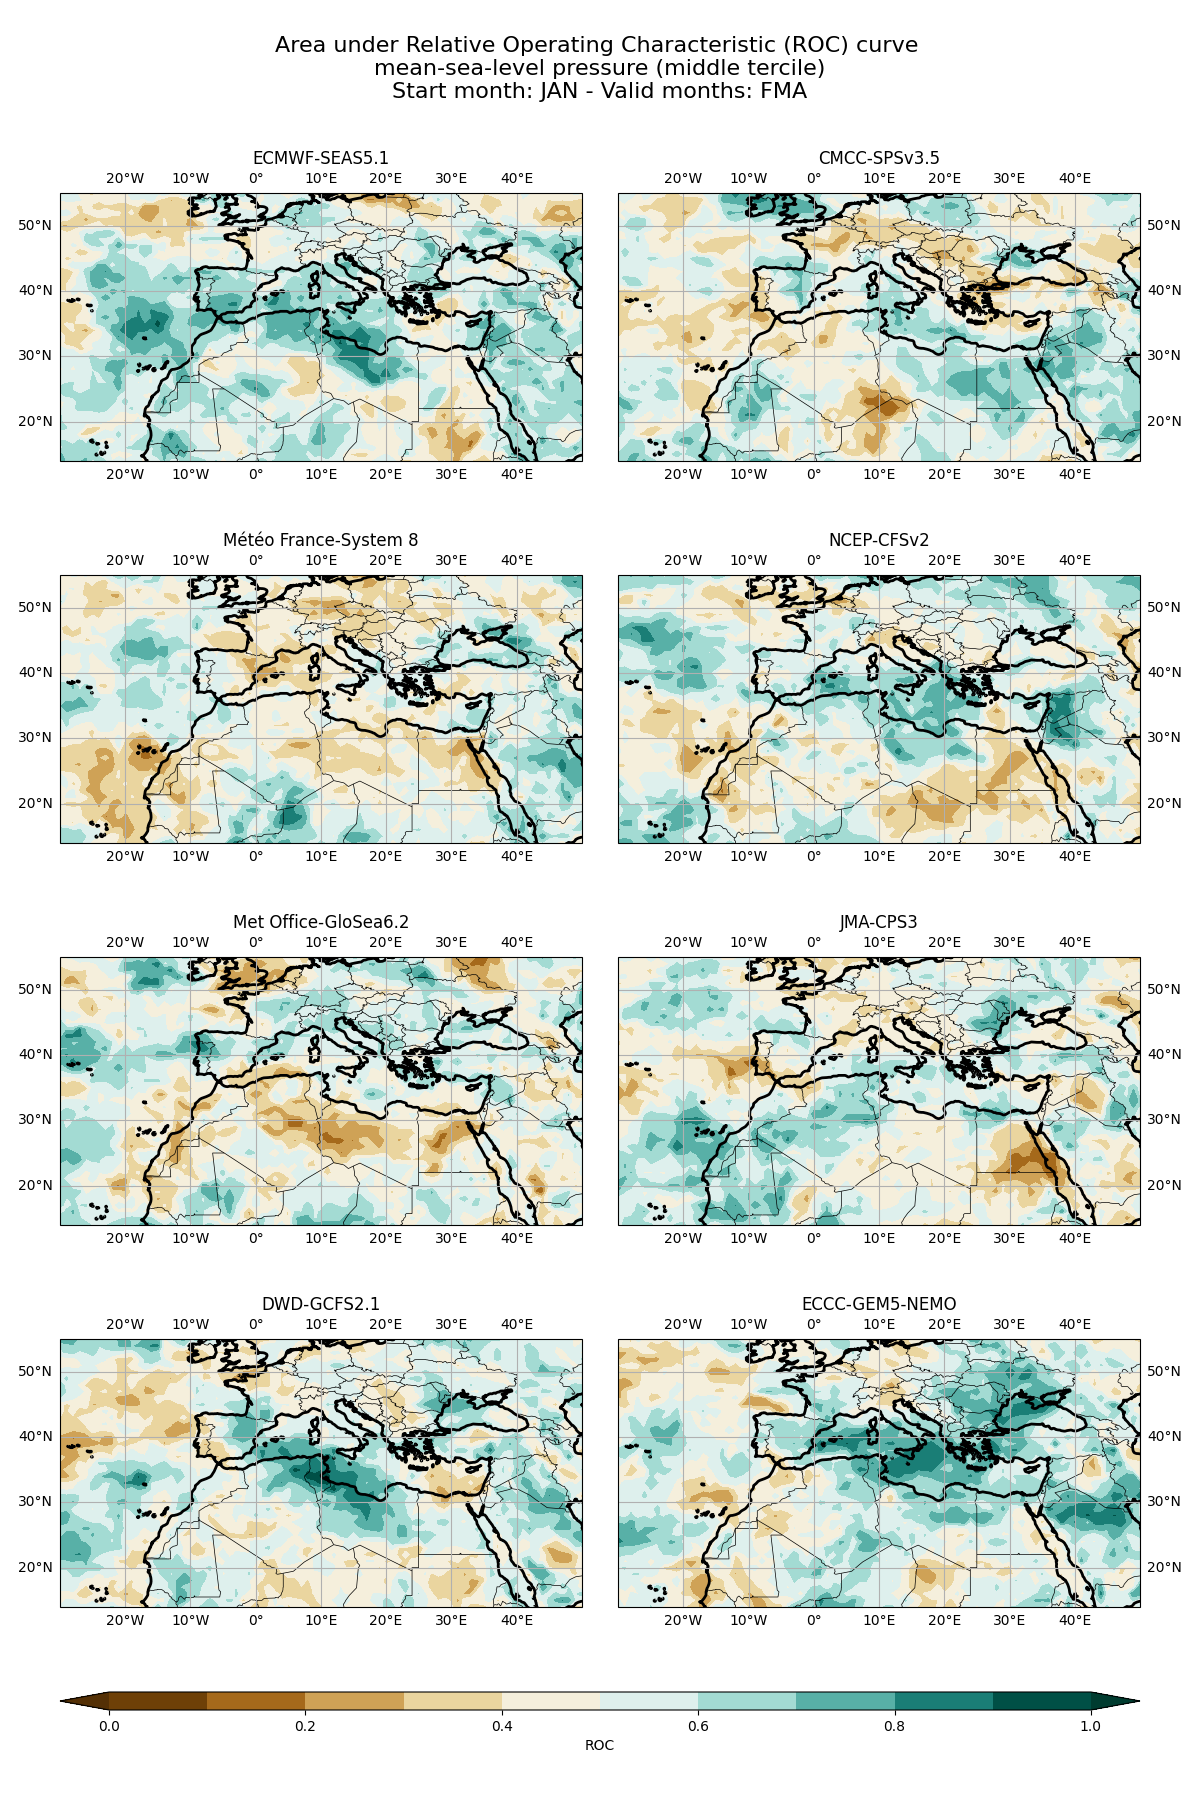 Area under Relative Operating Characteristic (ROC) curve
mean-sea-level pressure (middle tercile)
Start month: JAN - Valid months: FMA
ECMWF-SEAS5.1
CMCC-SPSv3.5
20°W 10°W 0° 10°E 20°E 30°E 40°E
20°W 10°W 0° 10°E 20°E 30°E 40°E
50°N 50°N
40°N 40°N
30°N 30°N
20°N 20°N
20°W 10°W 0° 10°E 20°E 30°E 40°E
20°W 10°W 0° 10°E 20°E 30°E 40°E
Météo France-System 8
NCEP-CFSv2
20°W 10°W 0° 10°E 20°E 30°E 40°E
20°W 10°W 0° 10°E 20°E 30°E 40°E
50°N 50°N
40°N 40°N
30°N 30°N
20°N 20°N
20°W 10°W 0° 10°E 20°E 30°E 40°E
20°W 10°W 0° 10°E 20°E 30°E 40°E
Met Office-GloSea6.2
JMA-CPS3
20°W 10°W 0° 10°E 20°E 30°E 40°E
20°W 10°W 0° 10°E 20°E 30°E 40°E
50°N 50°N
40°N 40°N
30°N 30°N
20°N 20°N
20°W 10°W 0° 10°E 20°E 30°E 40°E
20°W 10°W 0° 10°E 20°E 30°E 40°E
DWD-GCFS2.1
ECCC-GEM5-NEMO
20°W 10°W 0° 10°E 20°E 30°E 40°E
20°W 10°W 0° 10°E 20°E 30°E 40°E
50°N 50°N
40°N 40°N
30°N 30°N
20°N 20°N
20°W 10°W 0° 10°E 20°E 30°E 40°E
20°W 10°W 0° 10°E 20°E 30°E 40°E
0.0 0.2 0.4 0.6 0.8 1.0
ROC